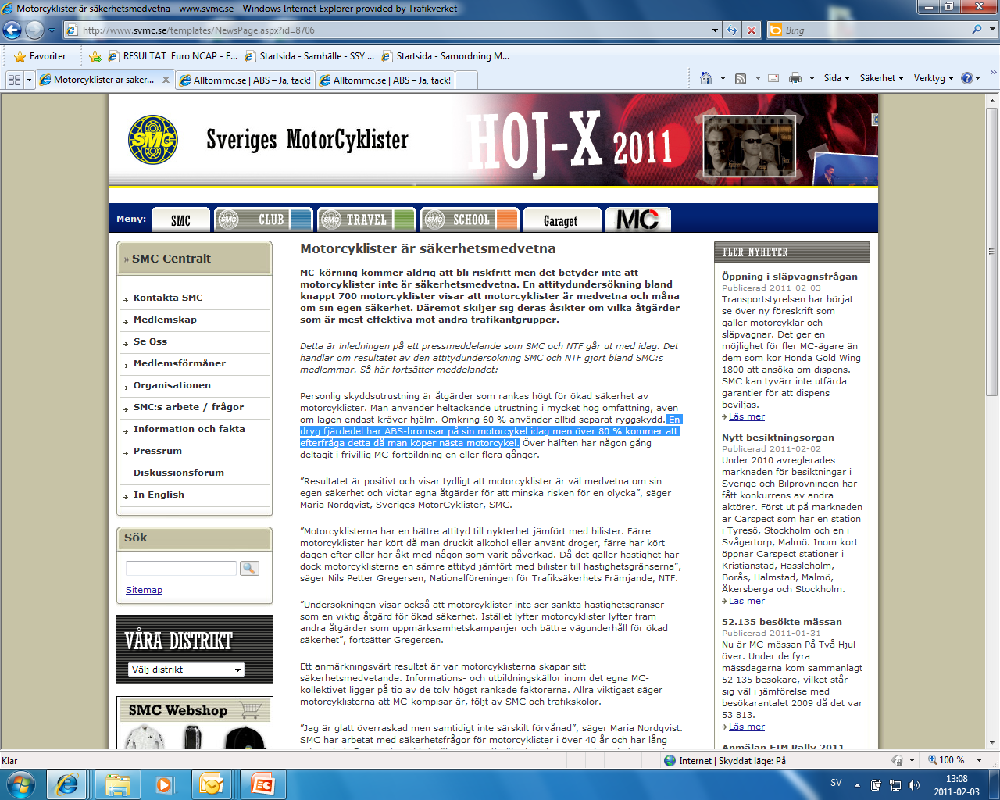 Motorcyklister är säkerhetsmedvetna - www.svmc.se - Windows Internet Explorer provided by Trafikverket
http://www.svmc.se/templates/NewsPage.aspx?id=8706
Bing
Favoriter
RESULTAT Euro NCAP - F...
Startsida - Samhälle - SSY ...
Startsida - Samordning M...
Motorcyklister är säker...
Alltommc.se | ABS – Ja, tack!
Alltommc.se | ABS – Ja, tack!
Sida
Säkerhet
Verktyg
SMC
Sveriges MotorCyklister
HOJ-X 2011
Meny:
SMC
SMC CLUB
SMC TRAVEL
SMC SCHOOL
Garaget
MC
» SMC Centralt
Kontakta SMC
Medlemskap
Se Oss
Medlemsförmåner
Organisationen
SMC:s arbete / frågor
Information och fakta
Pressrum
Diskussionsforum
In English
Sök
Sitemap
VÅRA DISTRIKT
Välj distrikt
SMC Webshop
Motorcyklister är säkerhetsmedvetna
MC-körning kommer aldrig att bli riskfritt men det betyder inte att
motorcyklister inte är säkerhetsmedvetna. En attitydundersökning bland
knappt 700 motorcyklister visar att motorcyklister är medvetna och måna
om sin egen säkerhet. Däremot skiljer sig deras åsikter om vilka åtgärder
som är mest effektiva mot andra trafikantgrupper.
Detta är inledningen på ett pressmeddelande som SMC och NTF går ut med idag. Det
handlar om resultatet av den attitydundersökning SMC och NTF gjort bland SMC:s
medlemmar. Så här fortsätter meddelandet:
Personlig skyddsutrustning är åtgärder som rankas högt för ökad säkerhet av
motorcyklister. Man använder heltäckande utrustning i mycket hög omfattning, även
om lagen endast kräver hjälm. Omkring 60 % använder alltid separat ryggskydd. En
dryg fjärdedel har ABS-bromsar på sin motorcykel idag men över 80 % kommer att
efterfråga detta då man köper nästa motorcykel. Över hälften har någon gång
deltagit i frivillig MC-fortbildning en eller flera gånger.
”Resultatet är positivt och visar tydligt att motorcyklister är väl medvetna om sin
egen säkerhet och vidtar egna åtgärder för att minska risken för en olycka”, säger
Maria Nordqvist, Sveriges MotorCyklister, SMC.
”Motorcyklisterna har en bättre attityd till nykterhet jämfört med bilister. Färre
motorcyklister har kört då man druckit alkohol eller använt droger, färre har kört
dagen efter eller har åkt med någon som varit påverkad. Då det gäller hastighet har
dock motorcyklisterna en sämre attityd jämfört med bilister till hastighetsgränserna”,
säger Nils Petter Gregersen, Nationalföreningen för Trafiksäkerhets Främjande, NTF.
”Undersökningen visar också att motorcyklister inte ser sänkta hastighetsgränser
som en viktig åtgärd för ökad säkerhet. Istället lyfter motorcyklister lyfter fram
andra åtgärder som uppmärksamhetskampanjer och bättre vägunderhåll för ökad
säkerhet”, fortsätter Gregersen.
Ett anmärkningsvärt resultat är var motorcyklisterna skapar sitt
säkerhetsmedvetande. Informations- och utbildningskällor inom det egna MC-
kollektivet ligger på tio av de tolv högst rankade faktorerna. Allra viktigast säger
motorcyklisterna att MC-kompisar är, följt av SMC och trafikskolor.
”Jag är glatt överraskad men samtidigt inte särskilt förvånad”, säger Maria Nordqvist.
SMC har arbetat med säkerhetsfrågor för motorcyklister i över 40 år och har lång
FLER NYHETER
Öppning i släpvagnsfrågan
Publicerad 2011-02-03
Transportstyrelsen har börjat
se över ny föreskrift som
gäller motorcyklar och
släpvagnar. Det ger en
möjlighet för fler MC-ägare än
dem som kör Honda Gold Wing
1800 att ansöka om dispens.
SMC kan tyvärr inte utfärda
garantier för att dispens
beviljas.
Läs mer
Nytt besiktningsorgan
Publicerad 2011-02-02
Under 2010 avreglerades
marknaden för besiktningar i
Sverige och Bilprovningen har
fått konkurrens av andra
aktörer. Först ut på marknaden
är Carspect som har en station
i Tyresö, Stockholm och en i
Svågertorp, Malmö. Inom kort
öppnar Carspect stationer i
Kristianstad, Hässleholm,
Borås, Halmstad, Malmö,
Åkersberga och Stockholm.
Läs mer
52.135 besökte mässan
Publicerad 2011-01-31
Nu är MC-mässan På Två Hjul
över. Under de fyra
mässdagarna kom sammanlagt
52 135 besökare, vilket står
sig väl i jämförelse med
besökarantalet 2009 då det var
53 813.
Läs mer
Anmälan FIM Rally 2011
Klar
Internet | Skyddat läge: På
100 %
SV
13:08
2011-02-03